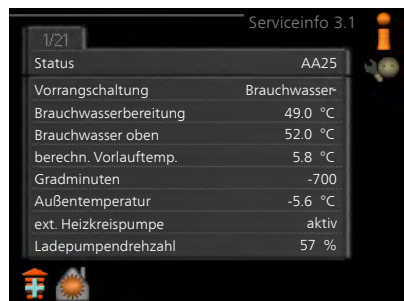 Serviceinfo 3.1
1/21
Status AA25
Vorrangschaltung Brauchwasser-
Brauchwasserbereitung 49.0 °C
Brauchwasser oben 52.0 °C
berechn. Vorlauftemp. 5.8 °C
Gradminuten -700
Außentemperatur -5.6 °C
ext. Heizkreispumpe aktiv
Ladepumpendrehzahl 57 %